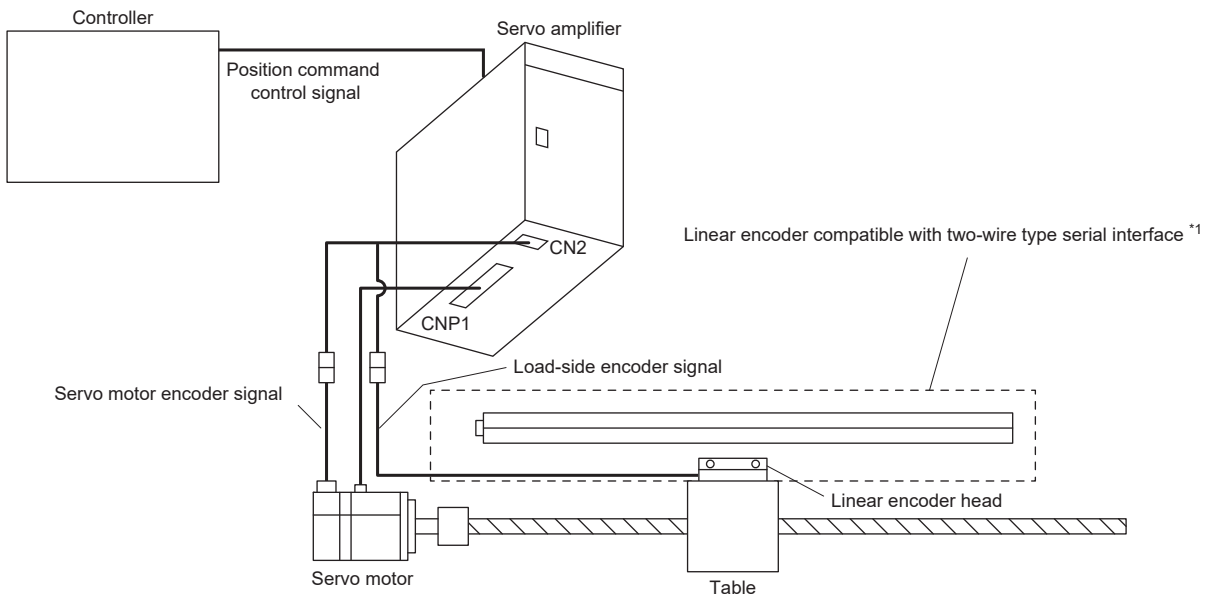 Controller
Servo amplifier
Position command
control signal
Linear encoder compatible with two-wire type serial interface *1
CN2
CNP1
Load-side encoder signal
Servo motor encoder signal
Linear encoder head
Servo motor
Table